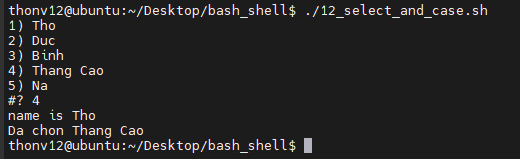 thonv12@ubuntu:~/Desktop/bash_shell$ ./12_select_and_case.sh
1) Tho
2) Duc
3) Binh
4) Thang Cao
5) Na
#? 4
name is Tho
Da chon Thang Cao
thonv12@ubuntu:~/Desktop/bash_shell$